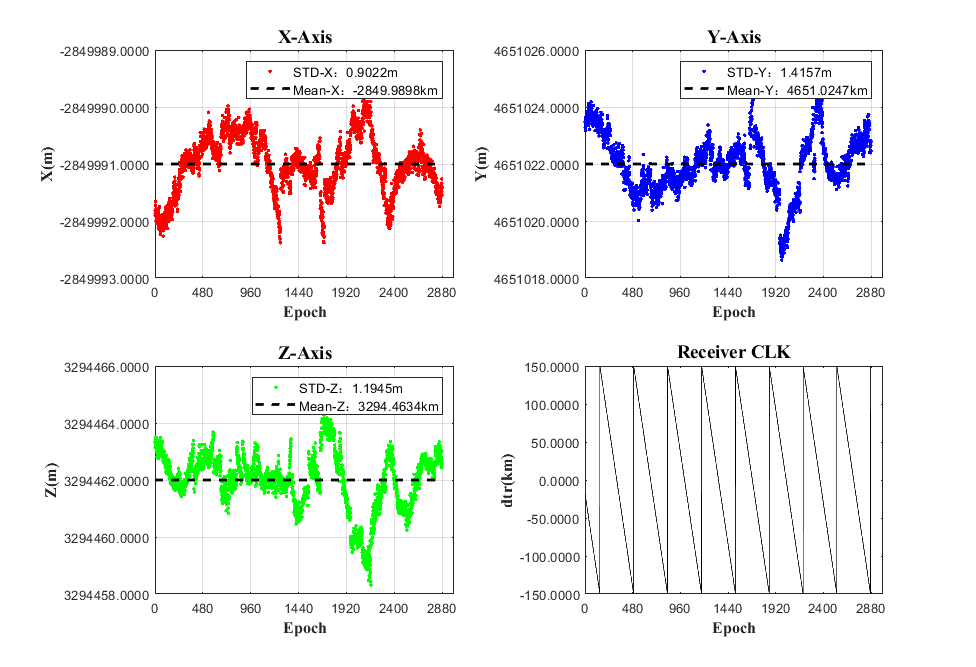 X-Axis
-2849989.0000
-2849990.0000
-2849991.0000
-2849992.0000
-2849993.0000
X(m)
STD-X：0.9022m
Mean-X：-2849.9898km
0 480 960 1440 1920 2400 2880
Epoch
Y-Axis
4651026.0000
4651024.0000
4651022.0000
4651020.0000
4651018.0000
Y(m)
STD-Y：1.4157m
Mean-Y：4651.0247km
0 480 960 1440 1920 2400 2880
Epoch
Z-Axis
3294466.0000
3294464.0000
3294462.0000
3294460.0000
3294458.0000
Z(m)
STD-Z：1.1945m
Mean-Z：3294.4634km
0 480 960 1440 1920 2400 2880
Epoch
Receiver CLK
150.0000
100.0000
50.0000
0.0000
-50.0000
-100.0000
-150.0000
dtr(km)
0 480 960 1440 1920 2400 2880
Epoch